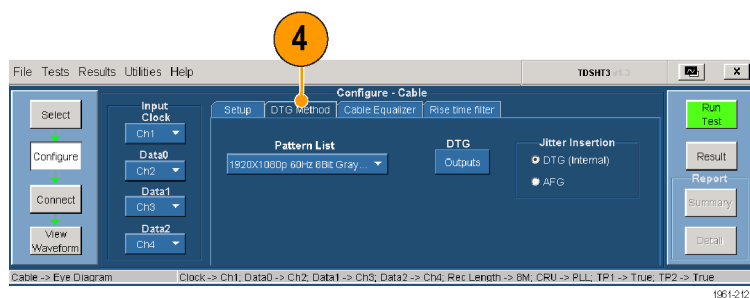 4
File Tests Results Utilities Help
TDSHT3 v1.3
x
Configure - Cable
Select
Configure
Connect
View
Waveform
Input
Clock
Ch1
Data0
Ch2
Data1
Ch3
Data2
Ch4
Setup DTG Method Cable Equalizer Rise time filter
Pattern List
1920X1080p 60Hz 8Bit Gray...
DTG
Outputs
Jitter Insertion
DTG (Internal)
AFG
Run
Test
Result
Report
Summary
Detail
Cable -> Eye Diagram
Clock -> Ch1; Data0 -> Ch2; Data1 -> Ch3; Data2 -> Ch4; Rec Length -> 8M; CRU -> PLL; TP1 -> True; TP2 -> True
1961-212